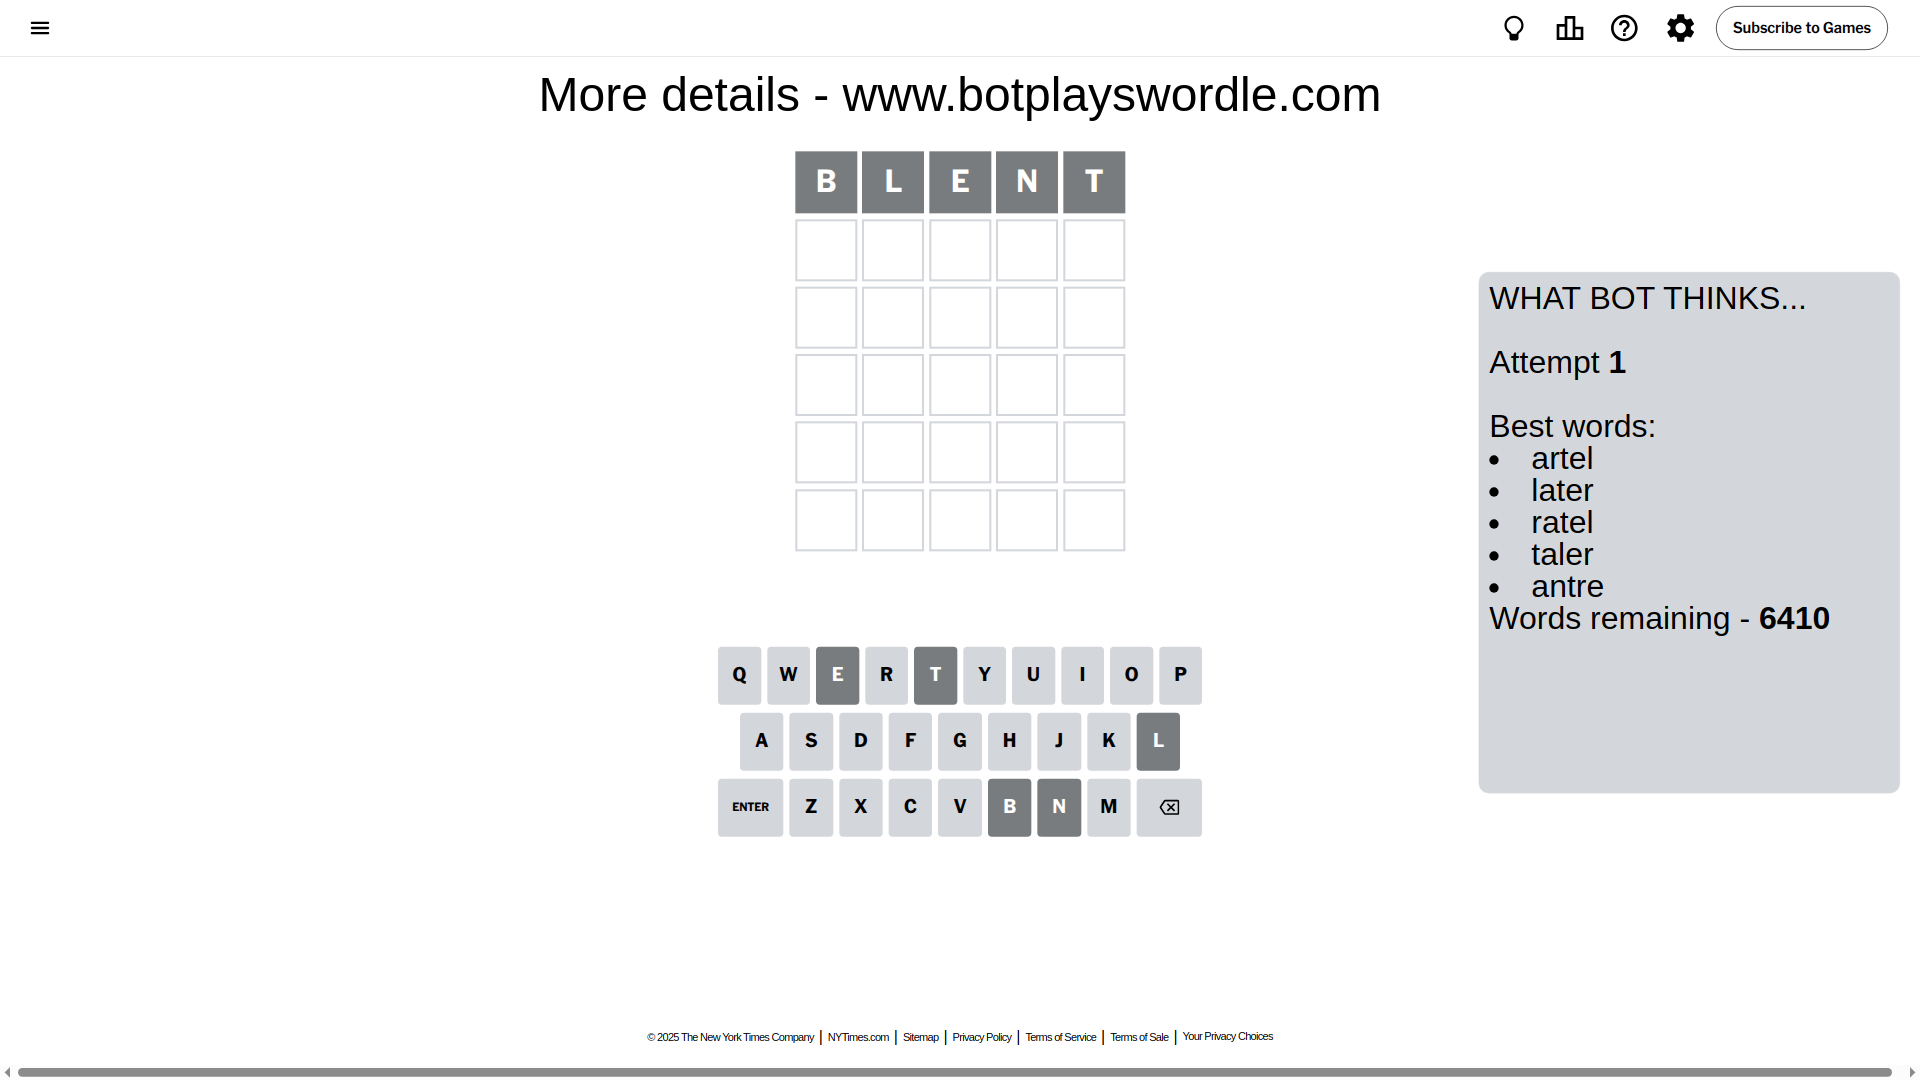 Subscribe to Games
More details - www.botplayswordle.com
B L E N T
WHAT BOT THINKS...
Attempt 1
Best words:
• artel
• later
• ratel
• taler
• antre
Words remaining - 6410
Q W E R T Y U I O P
A S D F G H J K L
ENTER Z X C V B N M
© 2025 The New York Times Company | NYTimes.com | Sitemap | Privacy Policy | Terms of Service | Terms of Sale | Your Privacy Choices